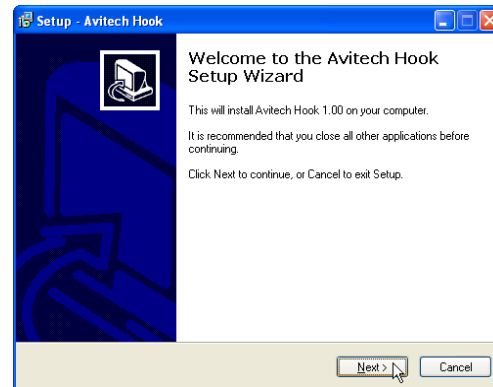 Setup - Avitech Hook
Welcome to the Avitech Hook
Setup Wizard
This will install Avitech Hook 1.00 on your computer.
It is recommended that you close all other applications before
continuing.
Click Next to continue, or Cancel to exit Setup.
Next > Cancel